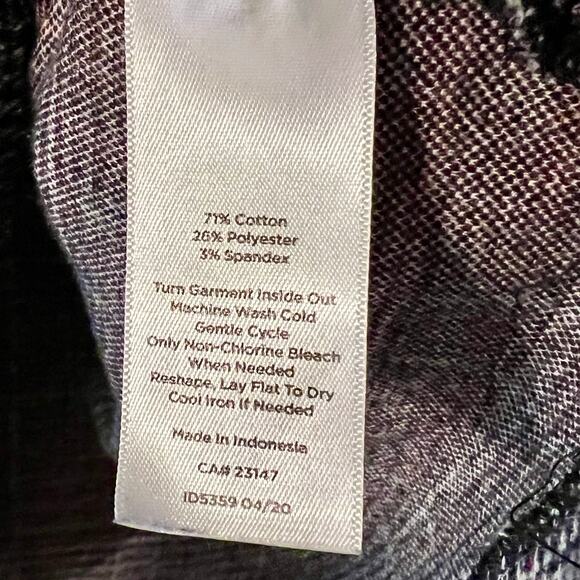 71% Cotton
26% Polyester
3% Spandex
Turn Garment Inside Out
Machine Wash Cold
Gentle Cycle
Only Non-Chlorine Bleach
When Needed
Reshape, Lay Flat To Dry
Cool Iron If Needed
Made in Indonesia
CA# 23147
ID5359 04/20